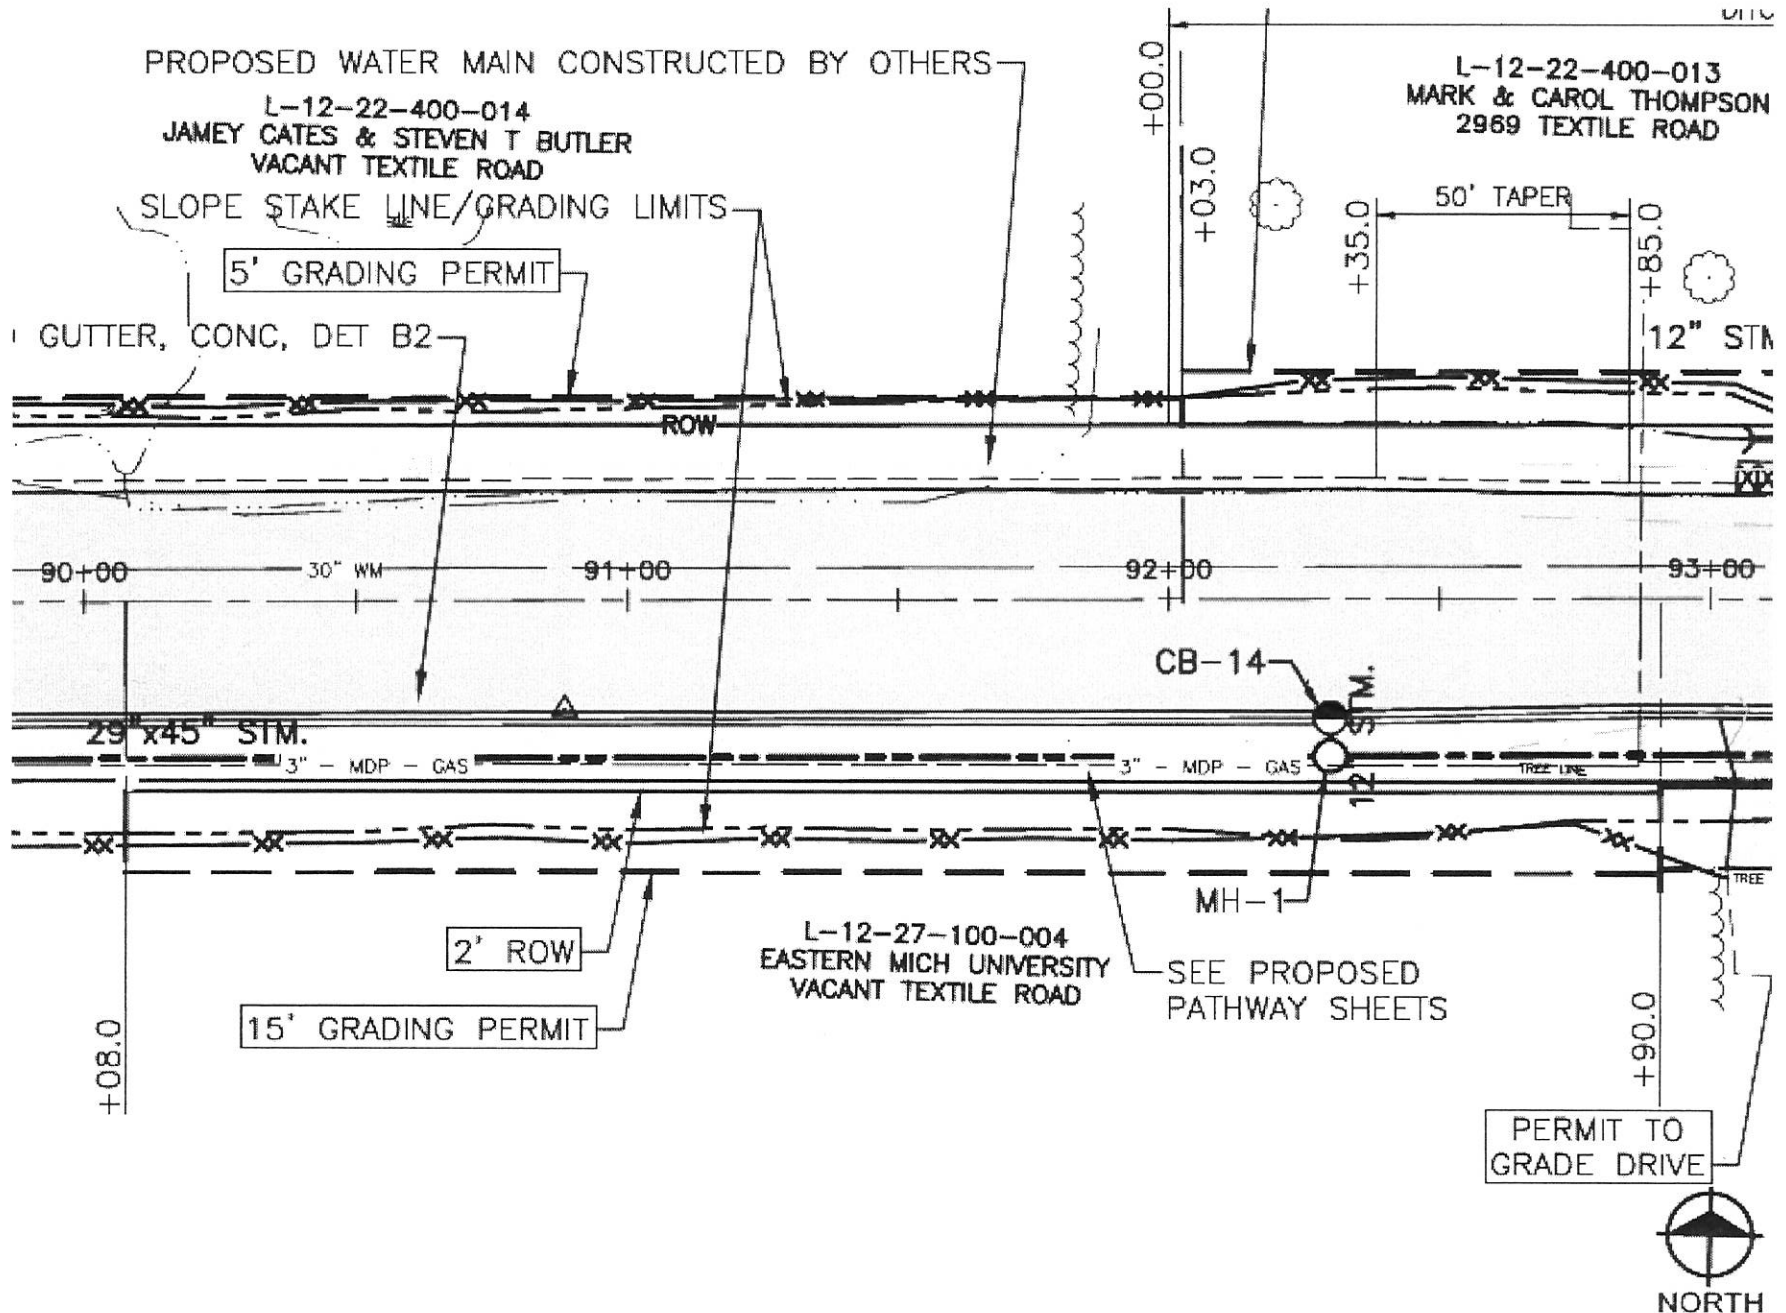 PROPOSED WATER MAIN CONSTRUCTED BY OTHERS
L-12-22-400-014
JAMEY CATES & STEVEN T BUTLER
VACANT TEXTILE ROAD
SLOPE STAKE LINE/GRADING LIMITS
5' GRADING PERMIT
GUTTER, CONC, DET B2
+00.0
+03.0
L-12-22-400-013
MARK & CAROL THOMPSON
2969 TEXTILE ROAD
50' TAPER
+35.0
+85.0
12" STM
ROW
90+00
30" WM
91+00
92+00
93+00
CB-14
12 STM.
29"x45" STM.
3" - MDP - GAS
3" - MDP - GAS
TREE LINE
TREE
MH-1
2' ROW
L-12-27-100-004
EASTERN MICH UNIVERSITY
VACANT TEXTILE ROAD
SEE PROPOSED
PATHWAY SHEETS
15' GRADING PERMIT
+08.0
+90.0
PERMIT TO
GRADE DRIVE
NORTH